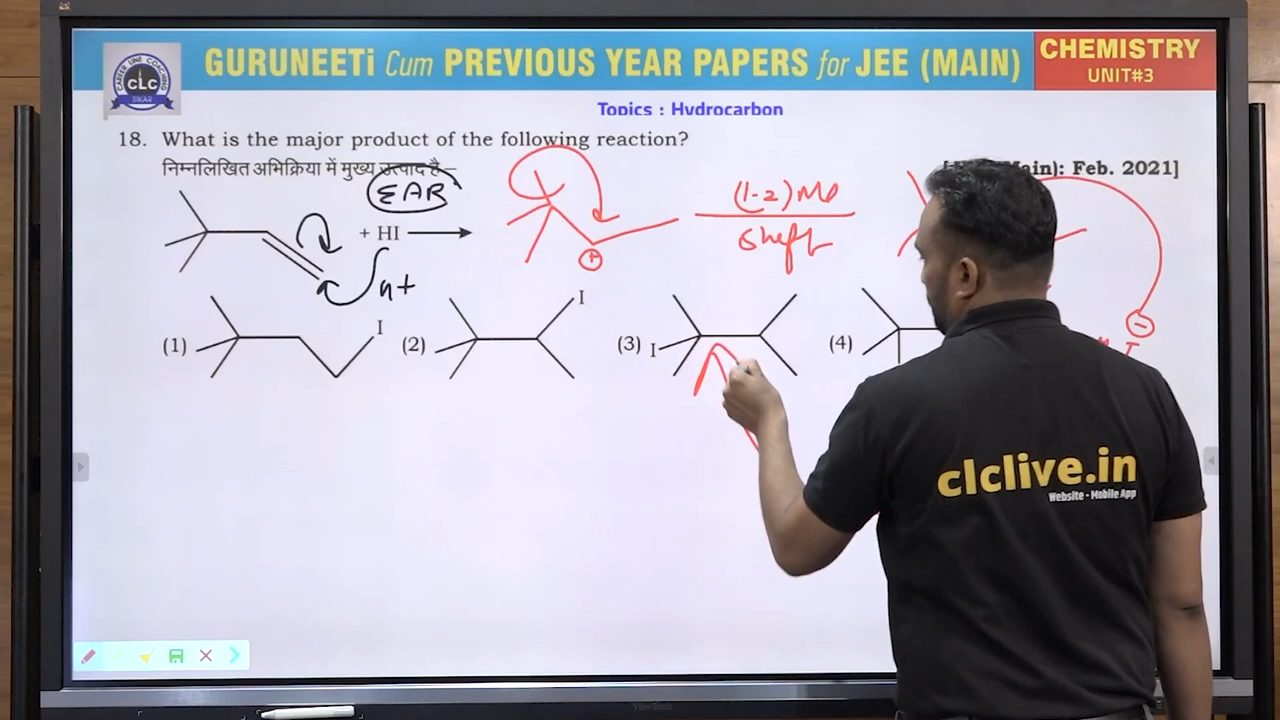 GURUNEETi Cum PREVIOUS YEAR PAPERS for JEE (MAIN)
CHEMISTRY
UNIT#3
CAREER LINE COACHING
CLC
SIKAR
Topics : Hydrocarbon
18. What is the major product of the following reaction?
निम्नलिखित अभिक्रिया में मुख्य उत्पाद है–
Main): Feb. 2021]
EAR
+ HI
H+
+
(1-2) Me
Shift
(1)
I
(2)
I
(3)
I
(4)
−
I
clclive.in
Website - Mobile App
ViewSonic